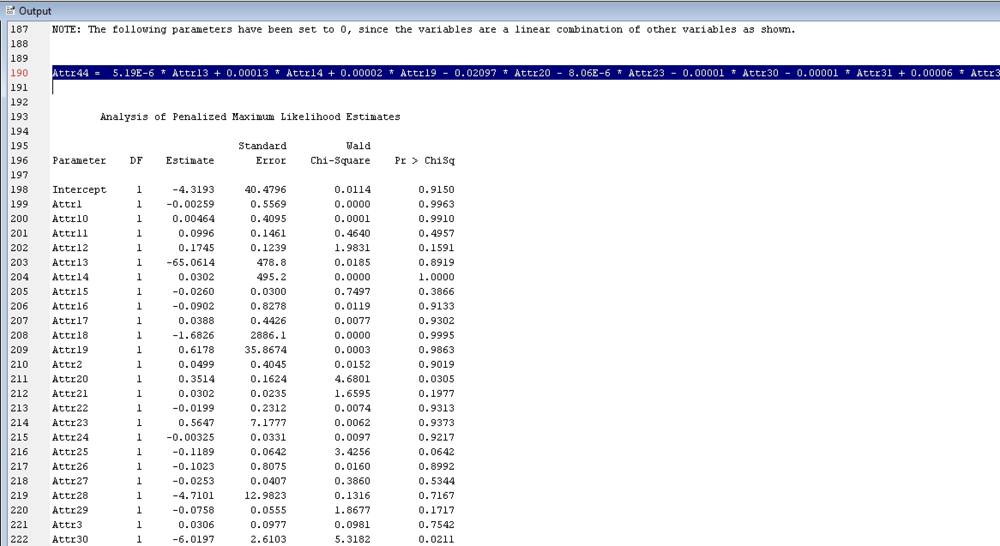 Output
187 NOTE: The following parameters have been set to 0, since the variables are a linear combination of other variables as shown.
188
189
190 Attr44 = 5.19E-6 * Attr13 + 0.00013 * Attr14 + 0.00002 * Attr19 - 0.02097 * Attr20 - 8.06E-6 * Attr23 - 0.00001 * Attr30 - 0.00001 * Attr31 + 0.00006 * Attr3
191
192
193 Analysis of Penalized Maximum Likelihood Estimates
194
195 Standard Wald
196 Parameter DF Estimate Error Chi-Square Pr > ChiSq
197
198 Intercept 1 -4.3193 40.4796 0.0114 0.9150
199 Attr1 1 -0.00259 0.5569 0.0000 0.9963
200 Attr10 1 0.00464 0.4095 0.0001 0.9910
201 Attr11 1 0.0996 0.1461 0.4640 0.4957
202 Attr12 1 0.1745 0.1239 1.9831 0.1591
203 Attr13 1 -65.0614 478.8 0.0185 0.8919
204 Attr14 1 0.0302 495.2 0.0000 1.0000
205 Attr15 1 -0.0260 0.0300 0.7497 0.3866
206 Attr16 1 -0.0902 0.8278 0.0119 0.9133
207 Attr17 1 0.0388 0.4426 0.0077 0.9302
208 Attr18 1 -1.6826 2886.1 0.0000 0.9995
209 Attr19 1 0.6178 35.8674 0.0003 0.9863
210 Attr2 1 0.0499 0.4045 0.0152 0.9019
211 Attr20 1 0.3514 0.1624 4.6801 0.0305
212 Attr21 1 0.0302 0.0235 1.6595 0.1977
213 Attr22 1 -0.0199 0.2312 0.0074 0.9313
214 Attr23 1 0.5647 7.1777 0.0062 0.9373
215 Attr24 1 -0.00325 0.0331 0.0097 0.9217
216 Attr25 1 -0.1189 0.0642 3.4256 0.0642
217 Attr26 1 -0.1023 0.8075 0.0160 0.8992
218 Attr27 1 -0.0253 0.0407 0.3860 0.5344
219 Attr28 1 -4.7101 12.9823 0.1316 0.7167
220 Attr29 1 -0.0758 0.0555 1.8677 0.1717
221 Attr3 1 0.0306 0.0977 0.0981 0.7542
222 Attr30 1 -6.0197 2.6103 5.3182 0.0211